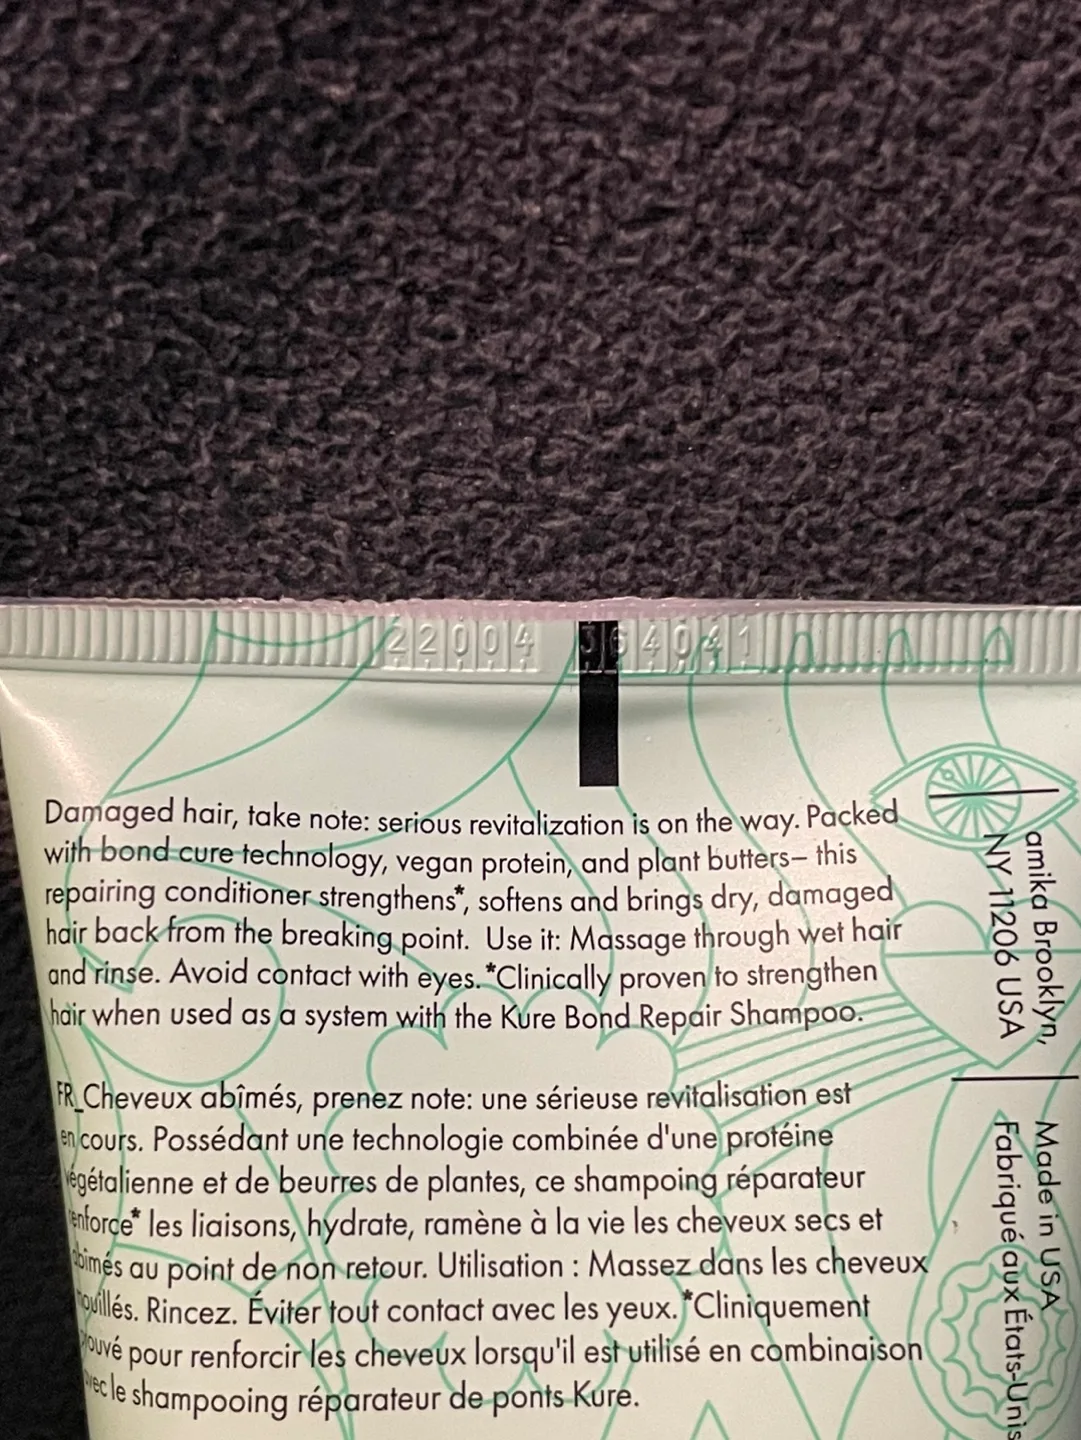 22004 364041
Damaged hair, take note: serious revitalization is on the way. Packed
with bond cure technology, vegan protein, and plant butters– this
repairing conditioner strengthens*, softens and brings dry, damaged
hair back from the breaking point. Use it: Massage through wet hair
and rinse. Avoid contact with eyes. *Clinically proven to strengthen
hair when used as a system with the Kure Bond Repair Shampoo.
FR_Cheveux abîmés, prenez note: une sérieuse revitalisation est
en cours. Possédant une technologie combinée d'une protéine
végétalienne et de beurres de plantes, ce shampoing réparateur
renforce* les liaisons, hydrate, ramène à la vie les cheveux secs et
abîmés au point de non retour. Utilisation : Massez dans les cheveux
mouillés. Rincez. Éviter tout contact avec les yeux. *Cliniquement
prouvé pour renforcir les cheveux lorsqu'il est utilisé en combinaison
avec le shampooing réparateur de ponts Kure.
amika Brooklyn,
NY 11206 USA
Made in USA
Fabriqué aux États-Unis